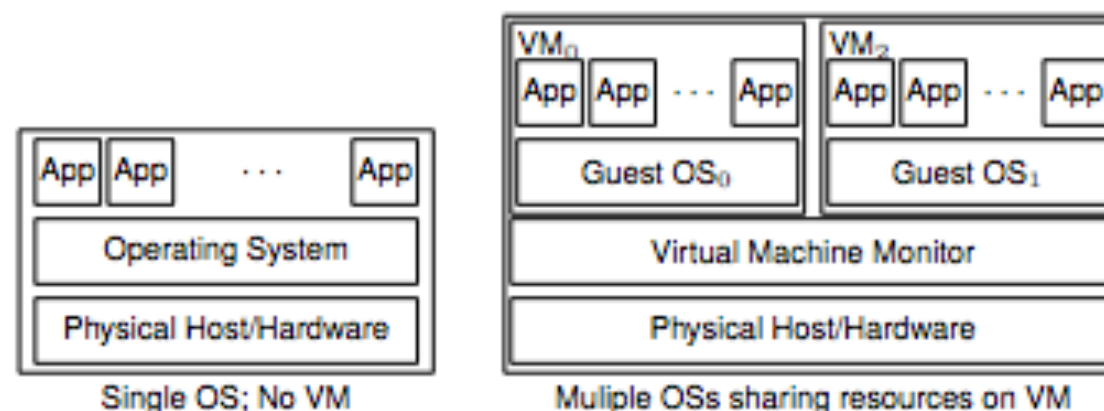 App App ... App
Operating System
Physical Host/Hardware
Single OS; No VM
VM₀ VM₂
App App ... App App App ... App
Guest OS₀ Guest OS₁
Virtual Machine Monitor
Physical Host/Hardware
Muliple OSs sharing resources on VM